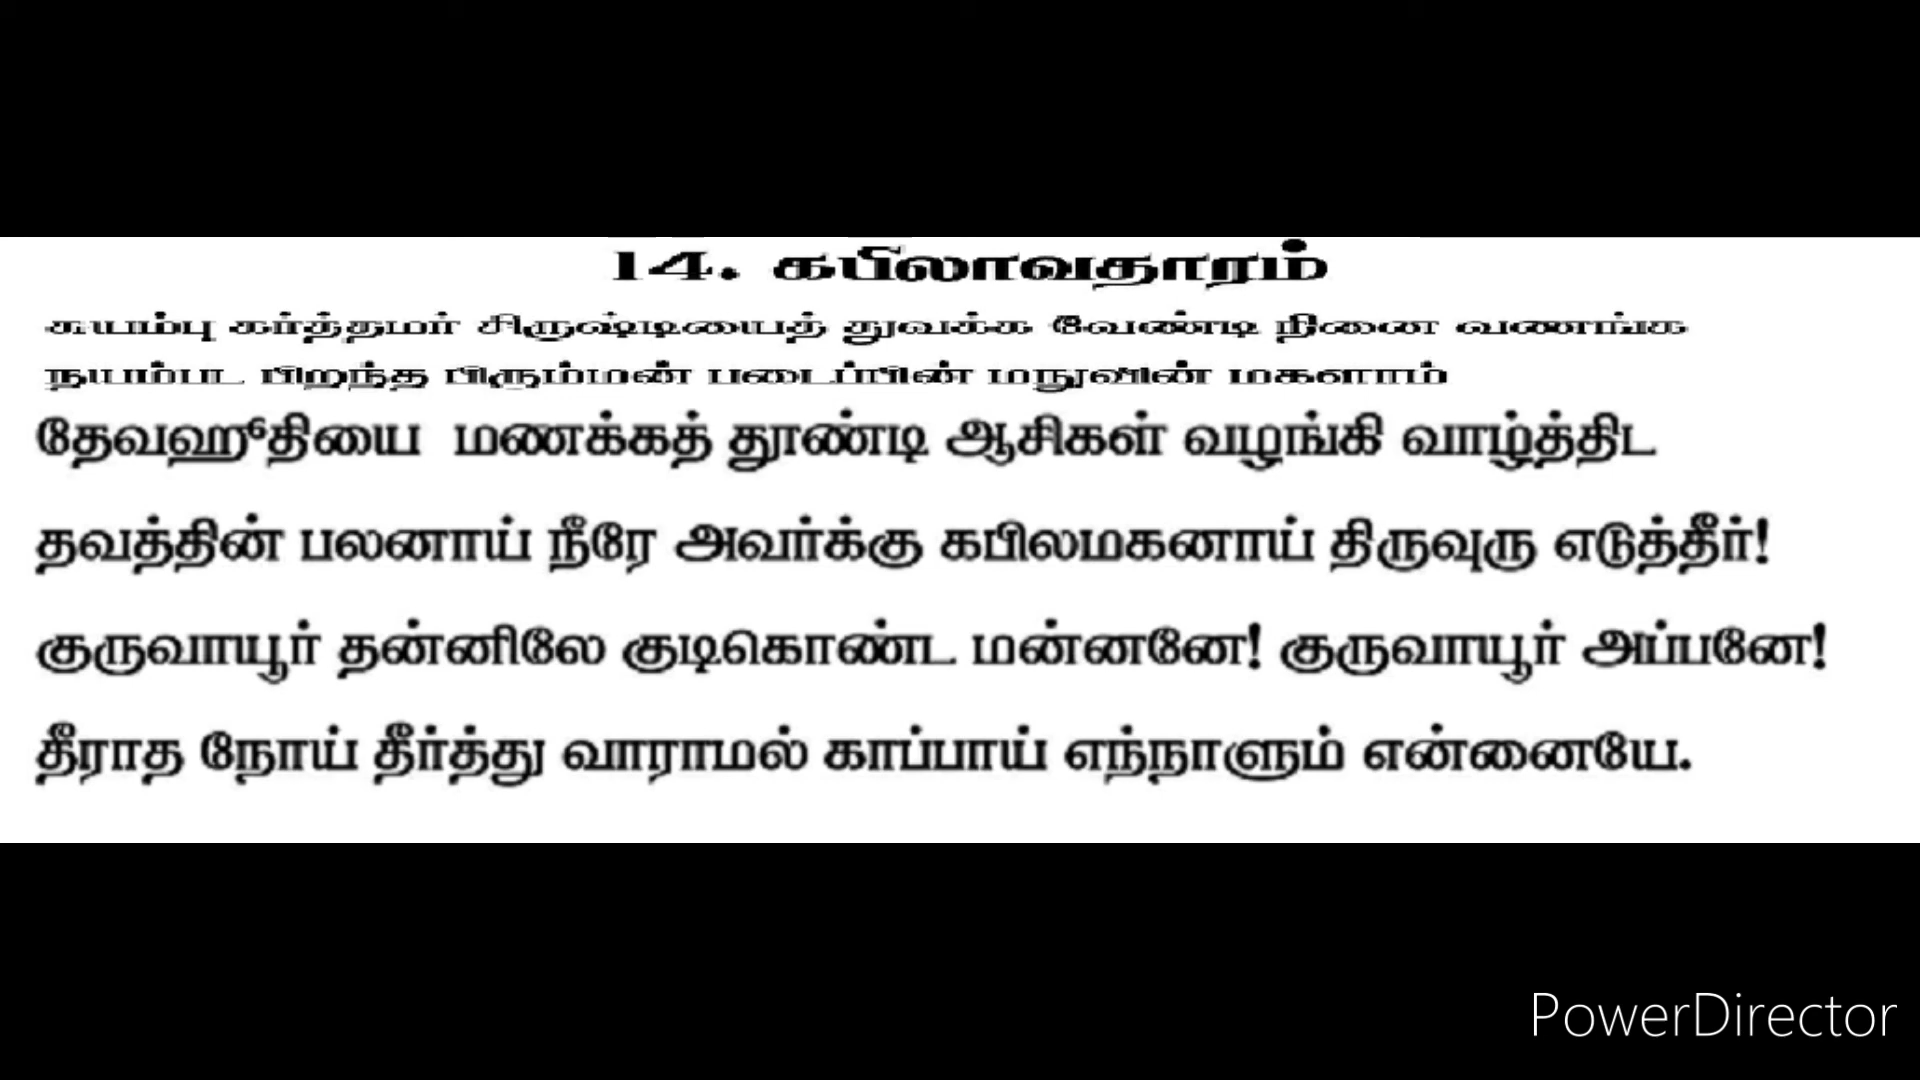 14. கபிலாவதாரம்
சுயம்பு கர்த்தமர் சிருஷ்டியைத் துவக்க வேண்டி நினை வணங்க
நயம்பட பிறந்த பிரும்மன் படைப்பின் மநுவின் மகளாம்
தேவஹூதியை மணக்கத் தூண்டி ஆசிகள் வழங்கி வாழ்த்திட
தவத்தின் பலனாய் நீரே அவர்க்கு கபிலமகனாய் திருவுரு எடுத்தீர்!
குருவாயூர் தன்னிலே குடிகொண்ட மன்னனே! குருவாயூர் அப்பனே!
தீராத நோய் தீர்த்து வாராமல் காப்பாய் எந்நாளும் என்னையே.
PowerDirector